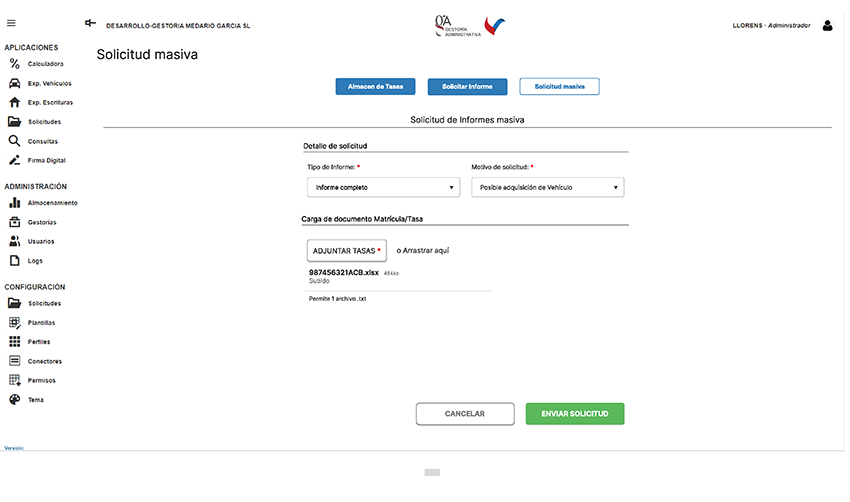 DESARROLLO-GESTORIA MEDARIO GARCIA SL
gA
GESTORÍA
ADMINISTRATIVA
LLORENS - Administrador
APLICACIONES
Calculadora
Exp. Vehículos
Exp. Escrituras
Solicitudes
Consultas
Firma Digital
ADMINISTRACIÓN
Almacenamiento
Gestorías
Usuarios
Logs
CONFIGURACIÓN
Solicitudes
Plantillas
Perfiles
Conectores
Permisos
Tema
Versión:
Solicitud masiva
Almacen de Tasas
Solicitar Informe
Solicitud masiva
Solicitud de Informes masiva
Detalle de solicitud
Tipo de Informe: *
Motivo de solicitud: *
Informe completo
Posible adquisición de Vehículo
Carga de documento Matrícula/Tasa
ADJUNTAR TASAS * o Arrastrar aquí
987456321ACB.xlsx 454kb
Subido
Permite 1 archivo .txt
CANCELAR
ENVIAR SOLICITUD